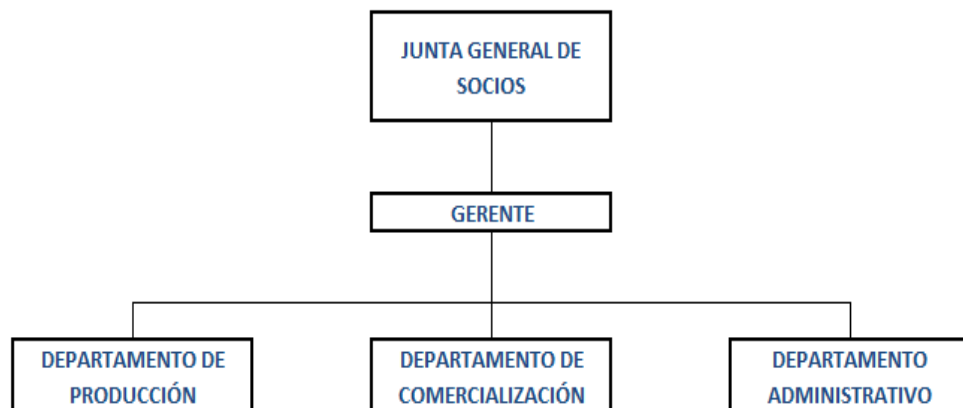 JUNTA GENERAL DE
SOCIOS
GERENTE
DEPARTAMENTO DE
PRODUCCIÓN
DEPARTAMENTO DE
COMERCIALIZACIÓN
DEPARTAMENTO
ADMINISTRATIVO